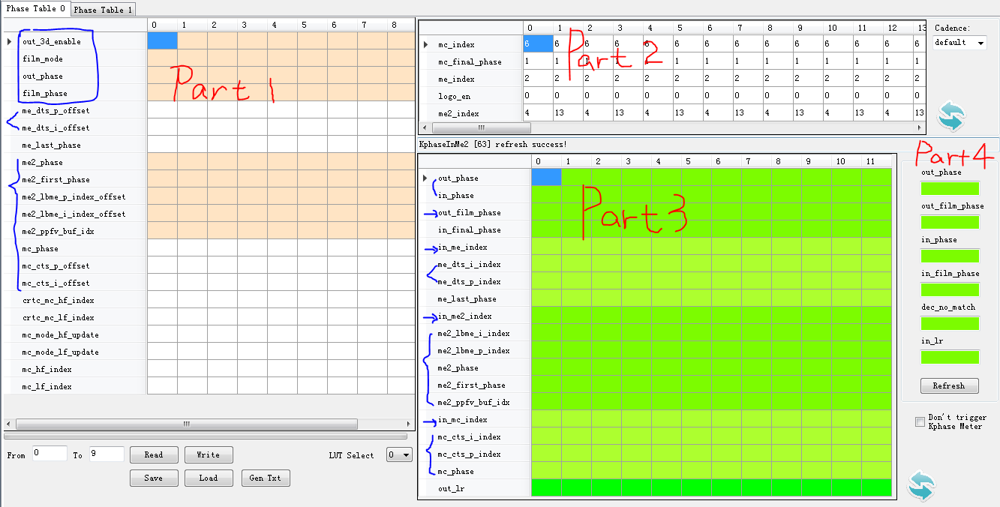 Phase Table 0 Phase Table 1
0 1 2 3 4 5 6 7 8
out_3d_enable
film_mode
out_phase
film_phase
me_dts_p_offset
me_dts_i_offset
me_last_phase
me2_phase
me2_first_phase
me2_lbme_p_index_offset
me2_lbme_i_index_offset
me2_ppfv_buf_idx
mc_phase
mc_cts_p_offset
mc_cts_i_offset
crtc_mc_hf_index
crtc_mc_lf_index
mc_mode_hf_update
mc_mode_lf_update
mc_hf_index
mc_lf_index
Part 1
From 0 To 9 Read Write LUT Select 0
Save Load Gen Txt
0 1 2 3 4 5 6 7 8 9 10 11 12 13
mc_index 6 6 6 6 6 6 6 6 6 6 6 6 6 6
mc_final_phase 1 1 1 1 1 1 1 1 1 1 1 1 1
me_index 2 2 2 2 2 2 2 2 2 2 2 2 2 2
logo_en 0 0 0 0 0 0 0 0 0 0 0 0 0 0
me2_index 4 13 4 13 4 13 4 13 4 13 4 13 4 13
Part 2
Cadence:
default
KphaseInMe2 [63] refresh success!
0 1 2 3 4 5 6 7 8 9 10 11
out_phase
in_phase
out_film_phase
in_final_phase
in_me_index
me_dts_i_index
me_dts_p_index
me_last_phase
in_me2_index
me2_lbme_i_index
me2_lbme_p_index
me2_phase
me2_first_phase
me2_ppfv_buf_idx
in_mc_index
mc_cts_i_index
mc_cts_p_index
mc_phase
out_lr
Part 3
Part 4
out_phase
out_film_phase
in_phase
in_film_phase
dec_no_match
in_lr
Refresh
Don't trigger
Kphase Meter